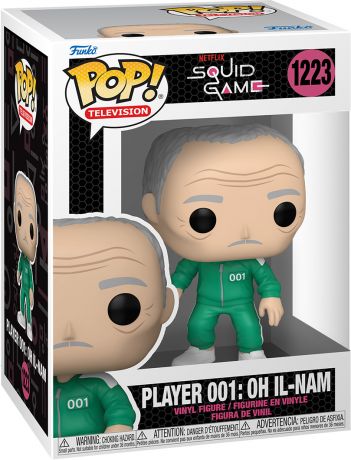 Funko
POP!
TELEVISION
NETFLIX
SQUID
GAME
1223
001
001
PLAYER 001: OH IL-NAM
1223
PLAYER 001: OH IL-NAM
VINYL FIGURE / FIGURINE EN VINYLE
FIGURA DE VINIL